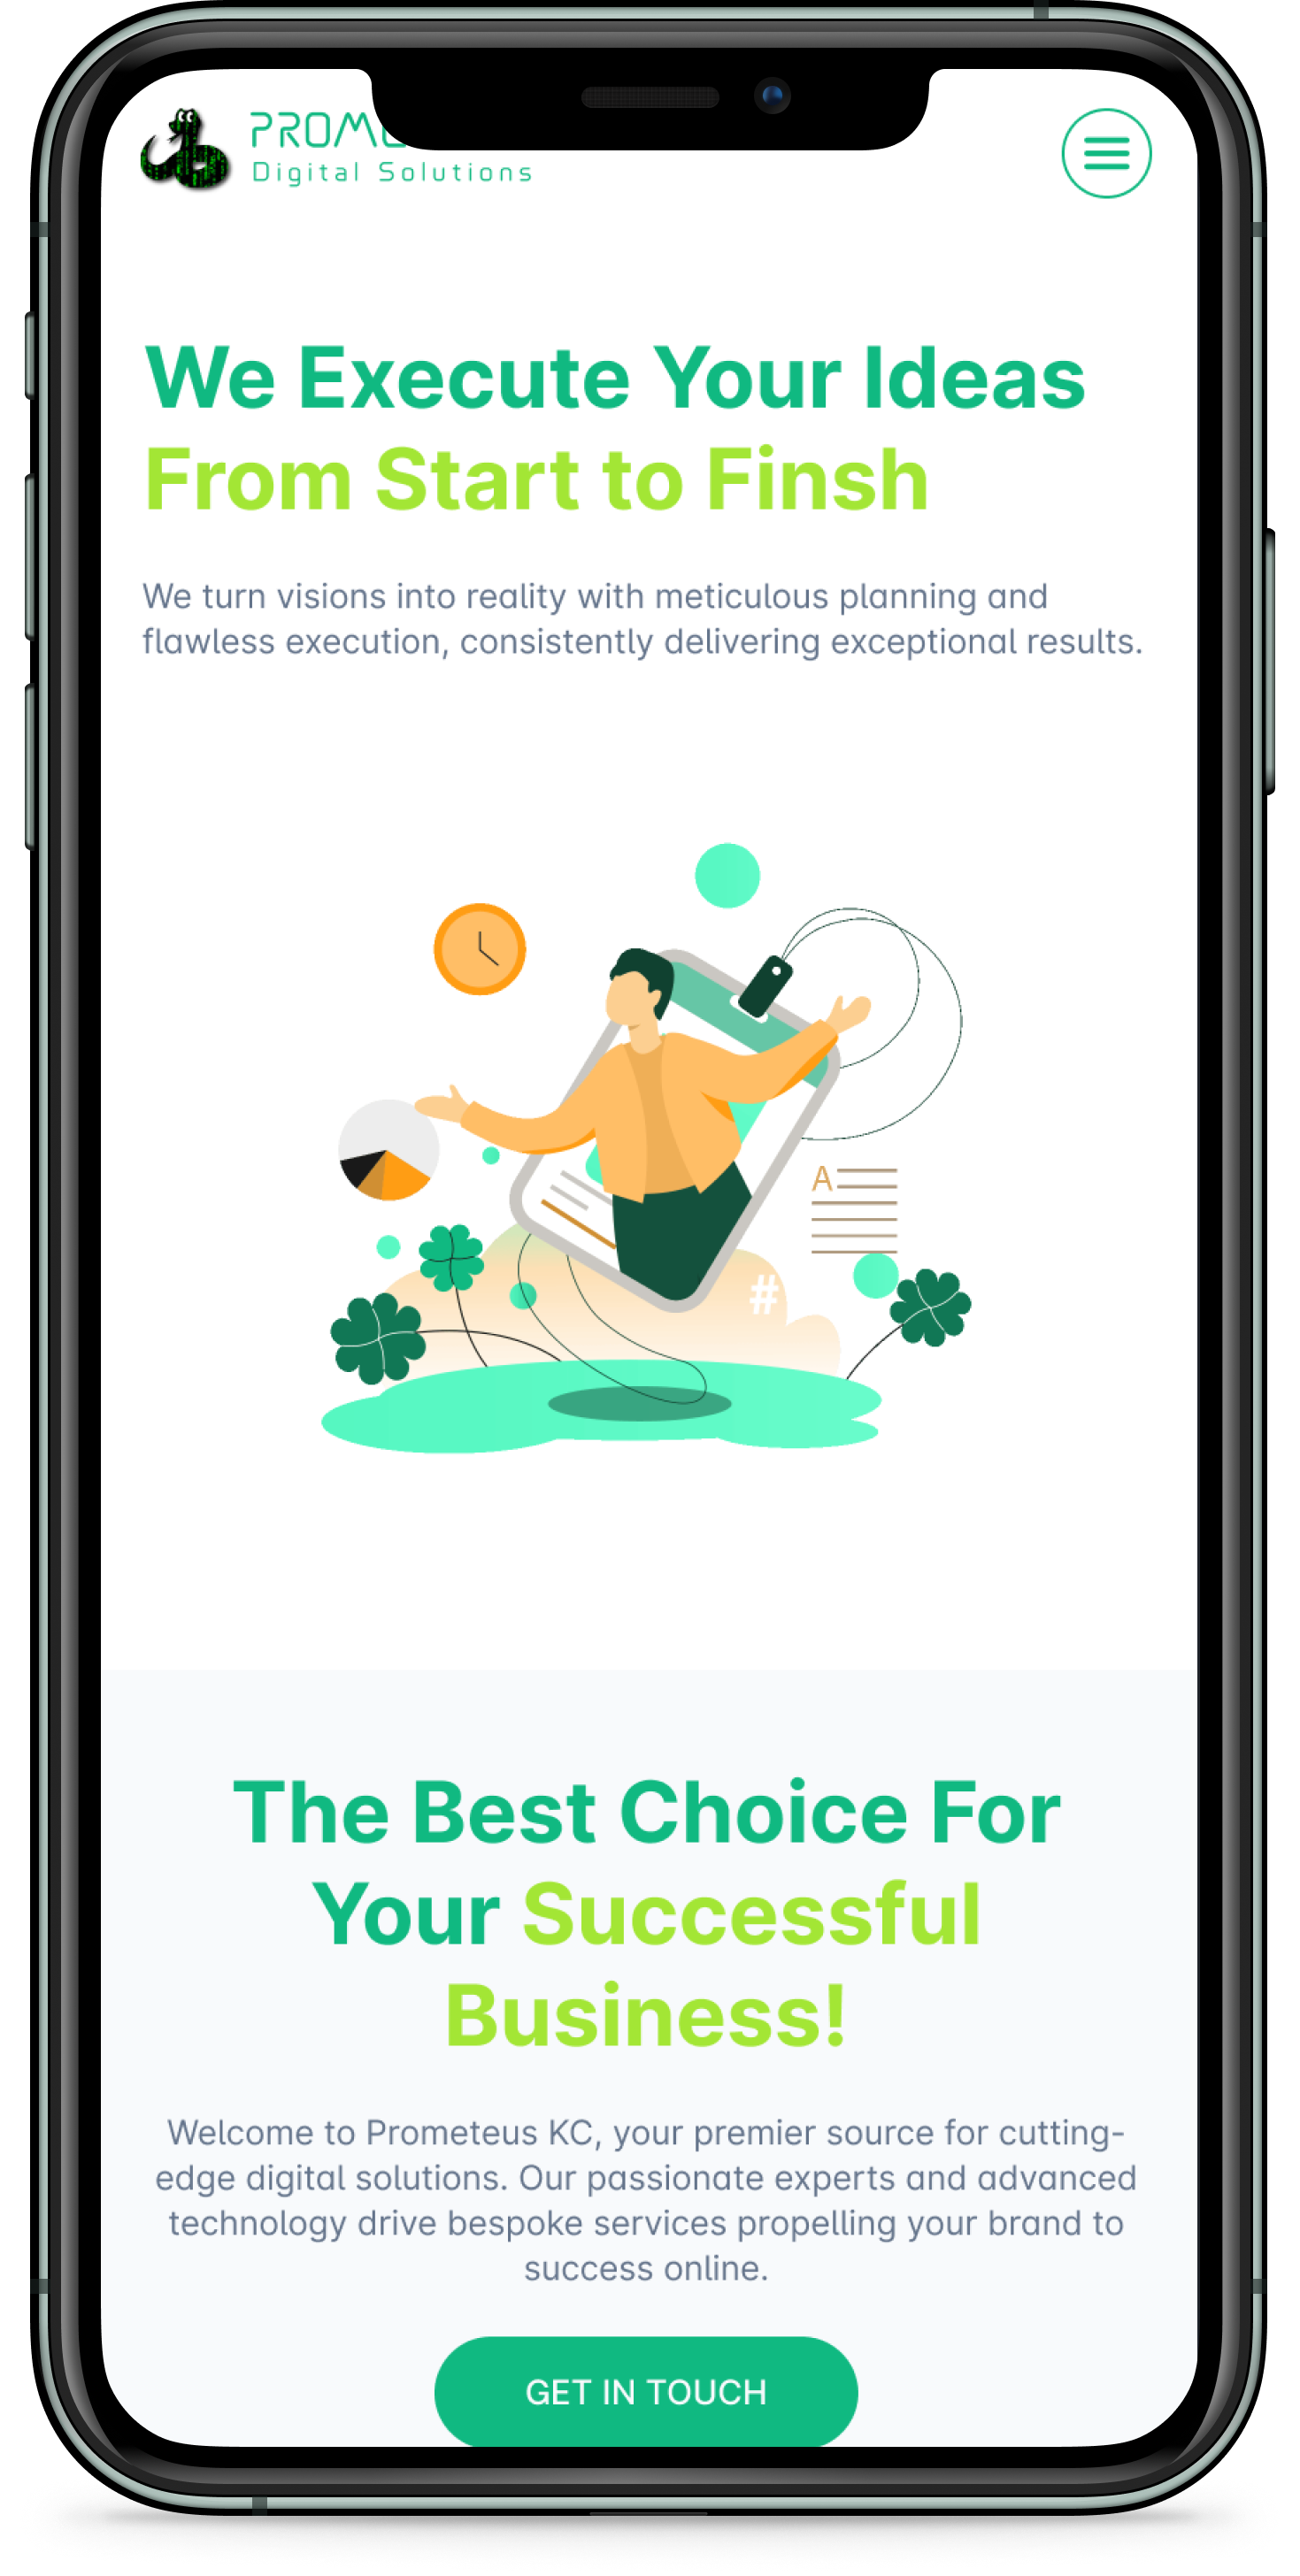 Digital Solutions
We Execute Your Ideas
From Start to Finsh
We turn visions into reality with meticulous planning and
flawless execution, consistently delivering exceptional results.
A
#
The Best Choice For
Your Successful
Business!
Welcome to Prometeus KC, your premier source for cutting-
edge digital solutions. Our passionate experts and advanced
technology drive bespoke services propelling your brand to
success online.
GET IN TOUCH